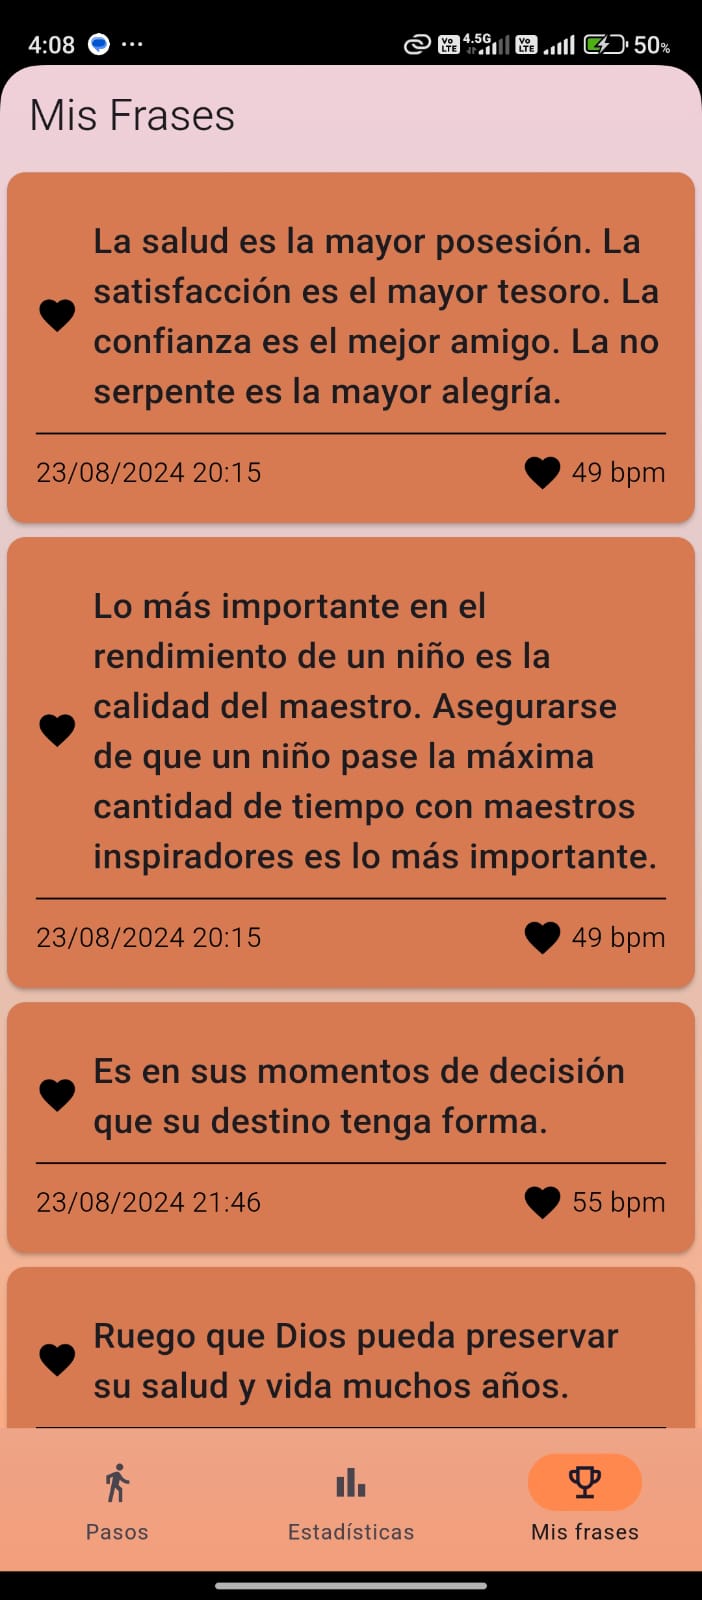 4:08
Vo LTE 4.5G Vo LTE 50%
Mis Frases
La salud es la mayor posesión. La
satisfacción es el mayor tesoro. La
confianza es el mejor amigo. La no
serpente es la mayor alegría.
23/08/2024 20:15 49 bpm
Lo más importante en el
rendimiento de un niño es la
calidad del maestro. Asegurarse
de que un niño pase la máxima
cantidad de tiempo con maestros
inspiradores es lo más importante.
23/08/2024 20:15 49 bpm
Es en sus momentos de decisión
que su destino tenga forma.
23/08/2024 21:46 55 bpm
Ruego que Dios pueda preservar
su salud y vida muchos años.
Pasos Estadísticas Mis frases